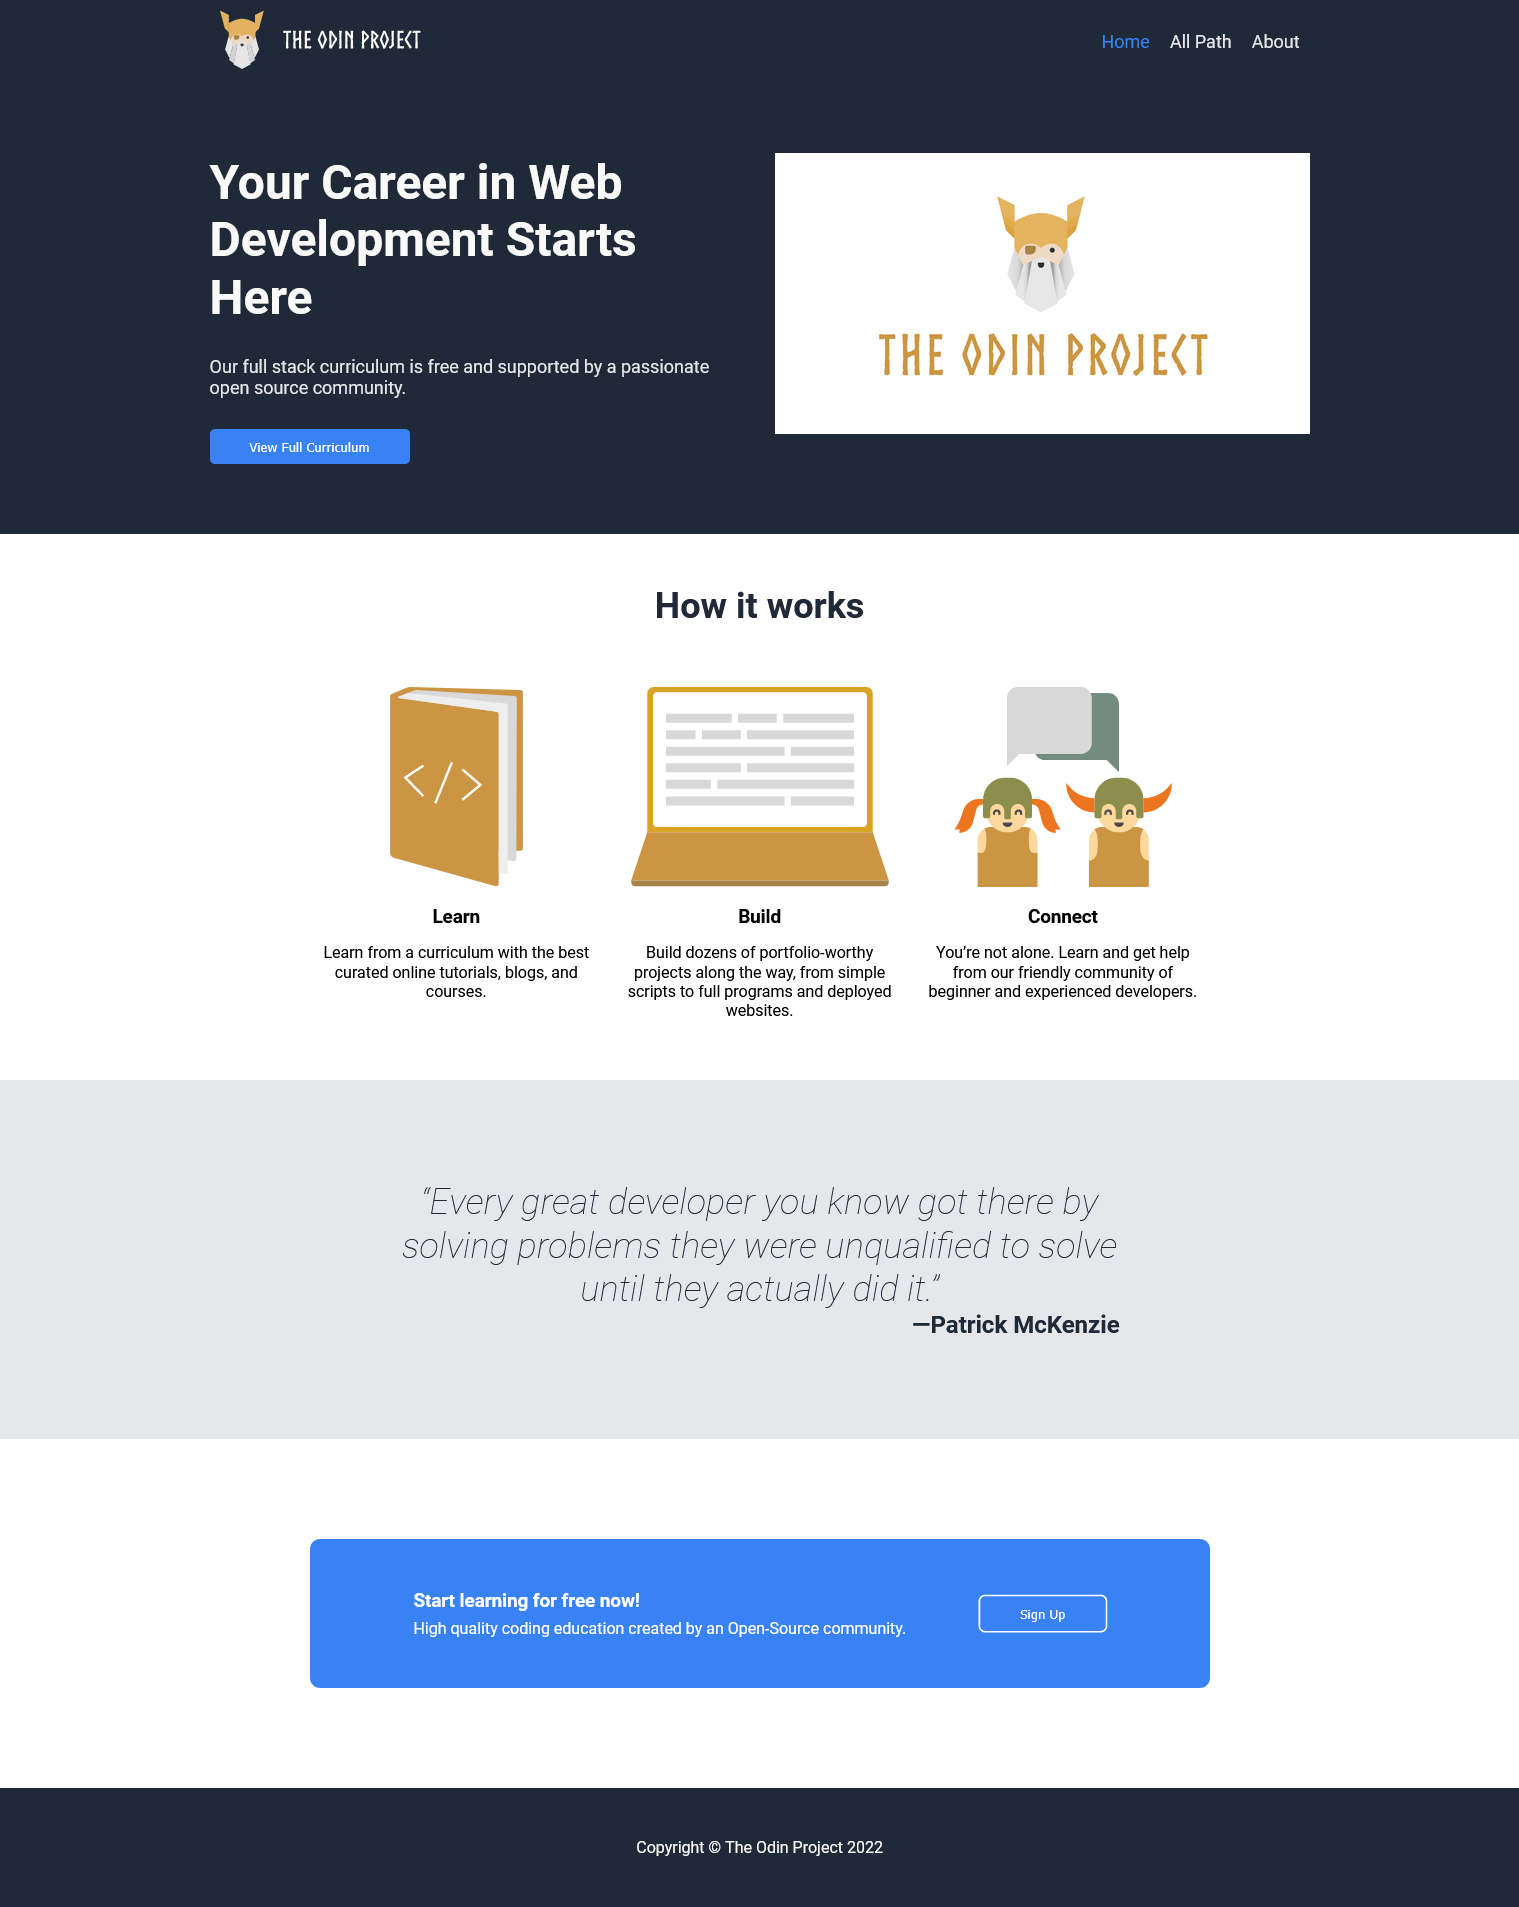 THE ODIN PROJECT
Home All Path About
Your Career in Web
Development Starts
Here
Our full stack curriculum is free and supported by a passionate
open source community.
View Full Curriculum
THE ODIN PROJECT
How it works
</>
Learn
Learn from a curriculum with the best
curated online tutorials, blogs, and
courses.
Build
Build dozens of portfolio-worthy
projects along the way, from simple
scripts to full programs and deployed
websites.
Connect
You’re not alone. Learn and get help
from our friendly community of
beginner and experienced developers.
“Every great developer you know got there by
solving problems they were unqualified to solve
until they actually did it.”
—Patrick McKenzie
Start learning for free now!
High quality coding education created by an Open-Source community.
Sign Up
Copyright © The Odin Project 2022